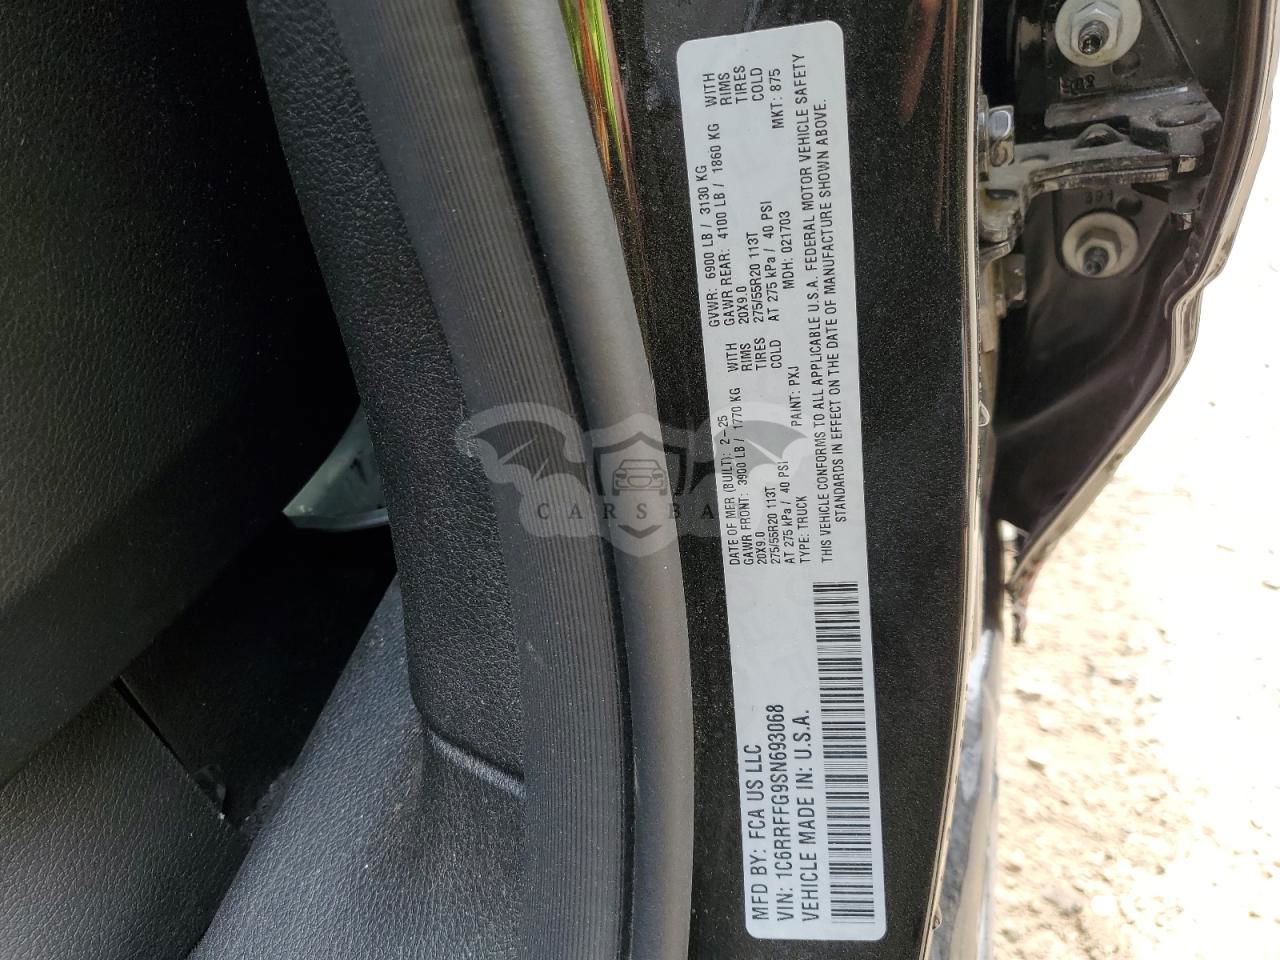 MFD BY: FCA US LLC
VIN: 1C6RRFFG9SN693068
VEHICLE MADE IN: U.S.A.
DATE OF MFR (BUILT): 2-25 GVWR: 6900 LB / 3130 KG
GAWR FRONT: 3900 LB / 1770 KG WITH GAWR REAR: 4100 LB / 1860 KG WITH
20X9.0 RIMS 20X9.0 RIMS
275/55R20 113T TIRES 275/55R20 113T TIRES
AT 275 kPa / 40 PSI COLD AT 275 kPa / 40 PSI COLD
TYPE: TRUCK PAINT: PXJ MDH: 021703 MKT: 875
THIS VEHICLE CONFORMS TO ALL APPLICABLE U.S.A. FEDERAL MOTOR VEHICLE SAFETY
STANDARDS IN EFFECT ON THE DATE OF MANUFACTURE SHOWN ABOVE.
391